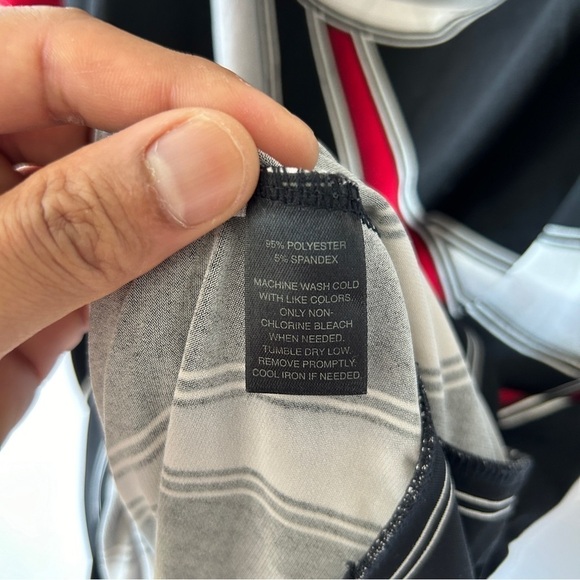 95% POLYESTER
5% SPANDEX
MACHINE WASH COLD
WITH LIKE COLORS.
ONLY NON-
CHLORINE BLEACH
WHEN NEEDED.
TUMBLE DRY LOW.
REMOVE PROMPTLY
COOL IRON IF NEEDED.